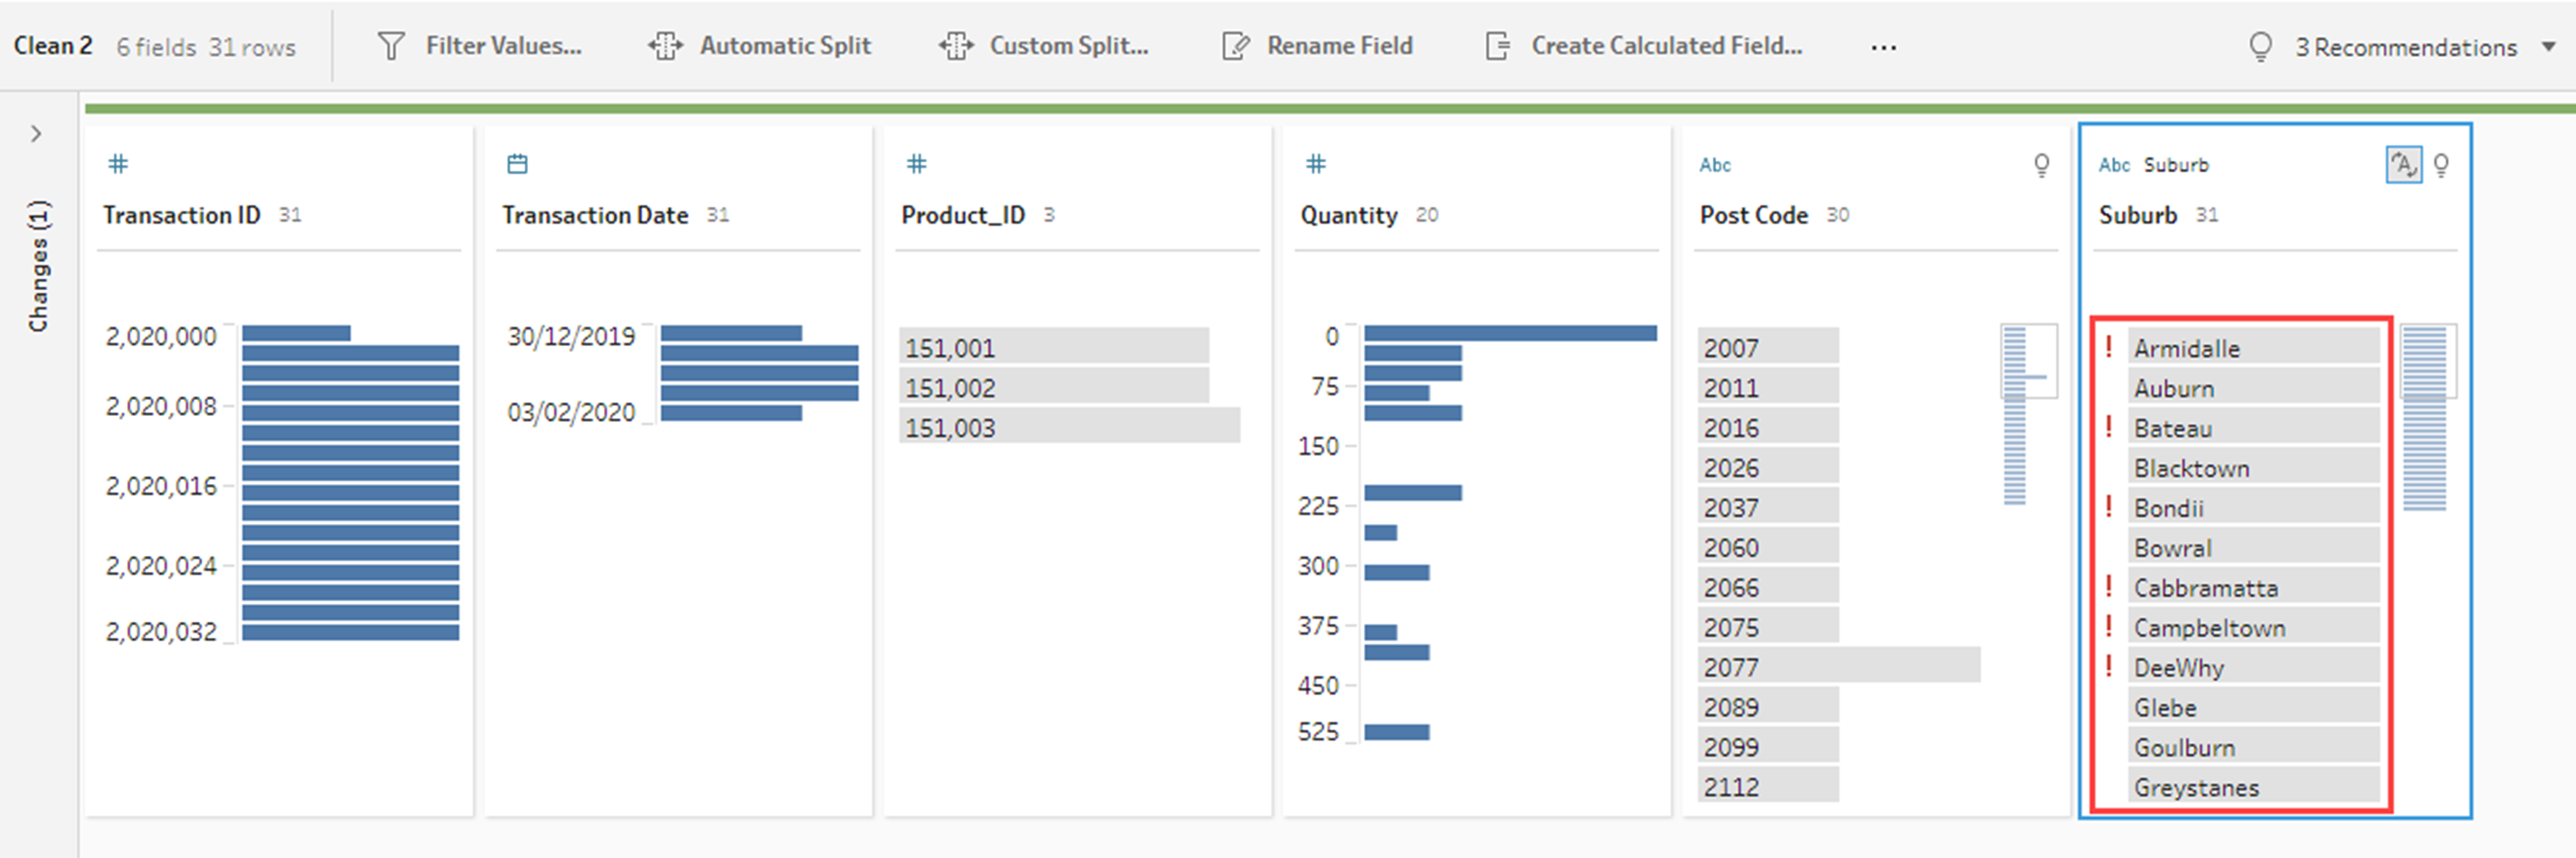 Clean 2 6 fields 31 rows Filter Values... Automatic Split Custom Split... Rename Field Create Calculated Field... ... 3 Recommendations
Changes (1)
Transaction ID 31
2,020,000
2,020,008
2,020,016
2,020,024
2,020,032
Transaction Date 31
30/12/2019
03/02/2020
#
Product_ID 3
151,001
151,002
151,003
#
Quantity 20
0
75
150
225
300
375
450
525
Abc
Post Code 30
2007
2011
2016
2026
2037
2060
2066
2075
2077
2089
2099
2112
Abc Suburb
Suburb 31
! Armidalle
Auburn
! Bateau
Blacktown
! Bondii
Bowral
! Cabbramatta
! Campbeltown
! DeeWhy
Glebe
Goulburn
Greystanes